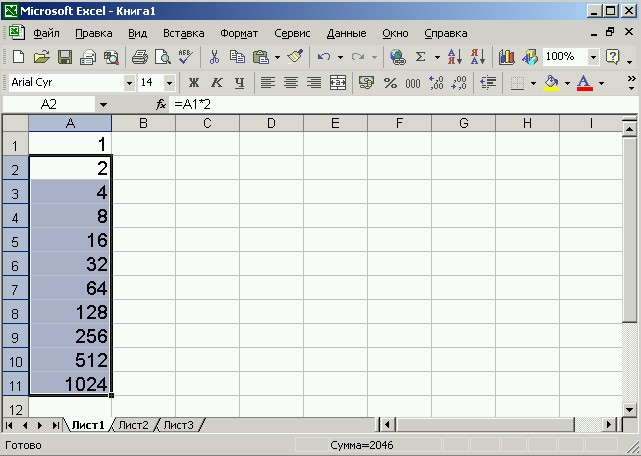 Microsoft Excel - Книга1
Файл Правка Вид Вставка Формат Сервис Данные Окно Справка
Σ 100%
Arial Cyr 14 Ж К Ч % 000
A2 fx =A1*2
A B C D E F G H I
1 1
2 2
3 4
4 8
5 16
6 32
7 64
8 128
9 256
10 512
11 1024
12
Лист1 Лист2 Лист3
Готово Сумма=2046